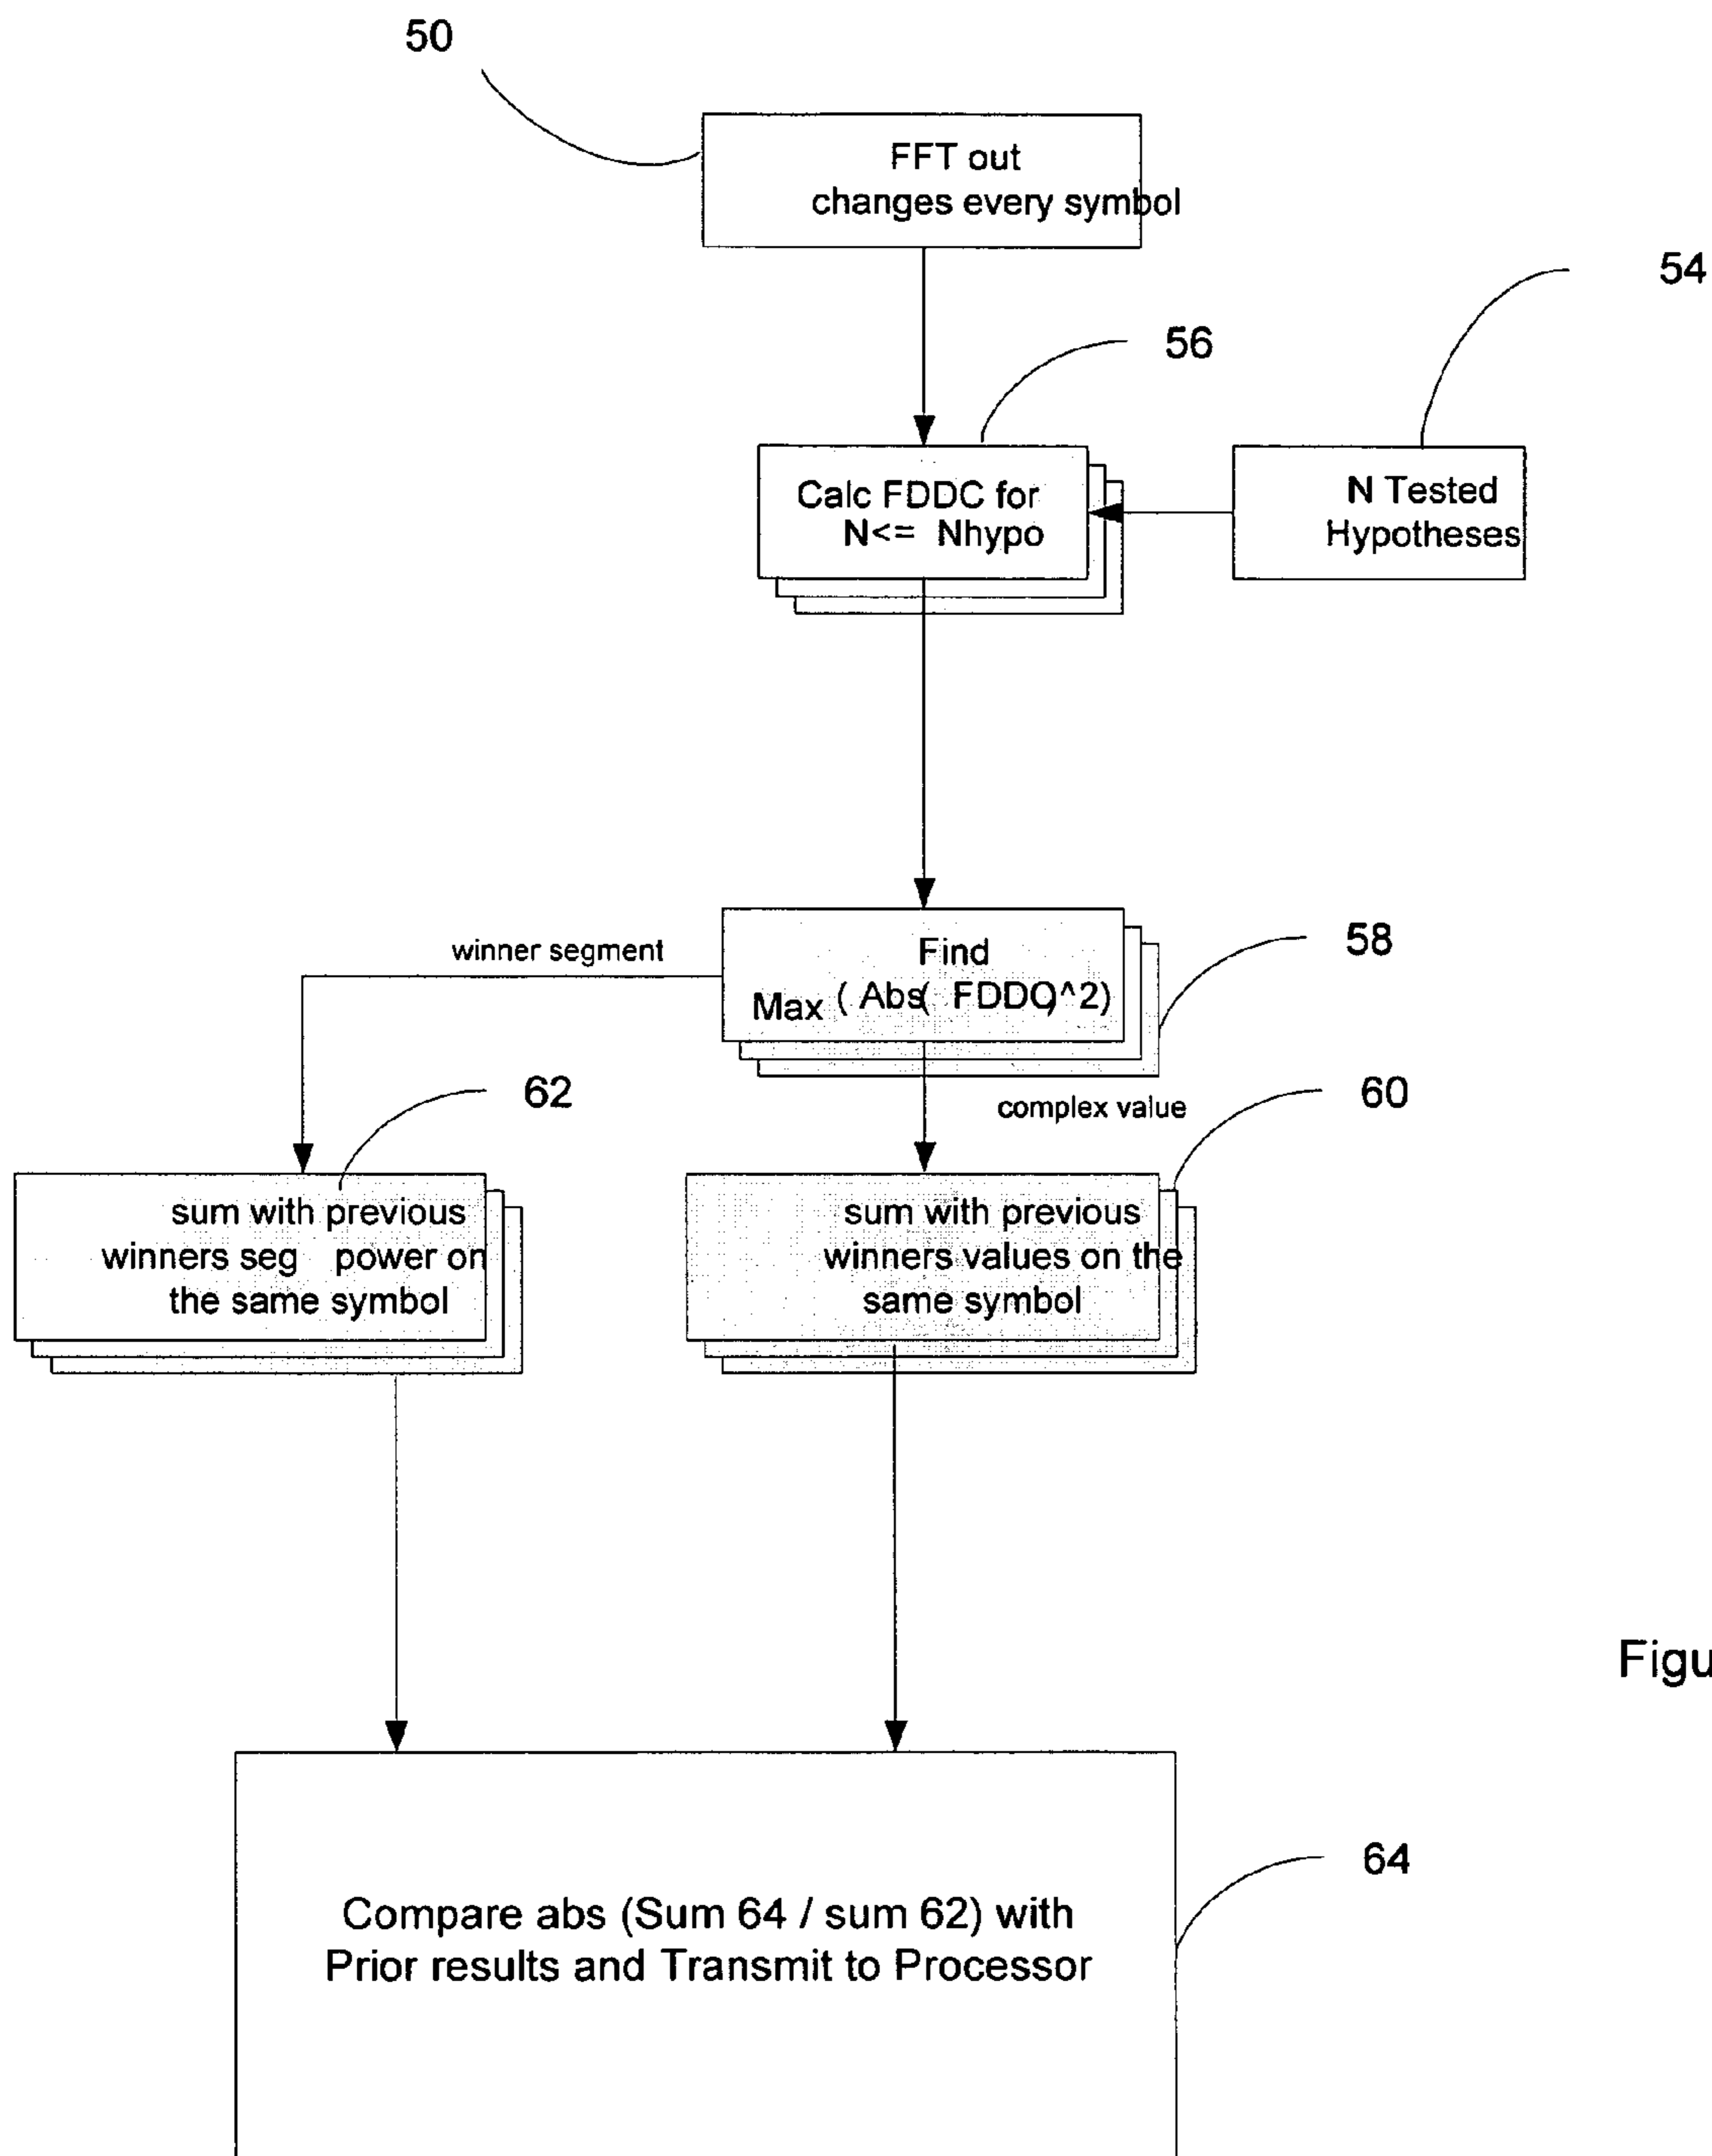 50
FFT out
changes every symbol
54
56
Calc FDDC for
N<= Nhypo
N Tested
Hypotheses
winner segment
Find
Max ( Abs( FDDC)^2)
58
62
complex value
60
sum with previous
winners seg power on
the same symbol
sum with previous
winners values on the
same symbol
Figu
64
Compare abs (Sum 64 / sum 62) with
Prior results and Transmit to Processor